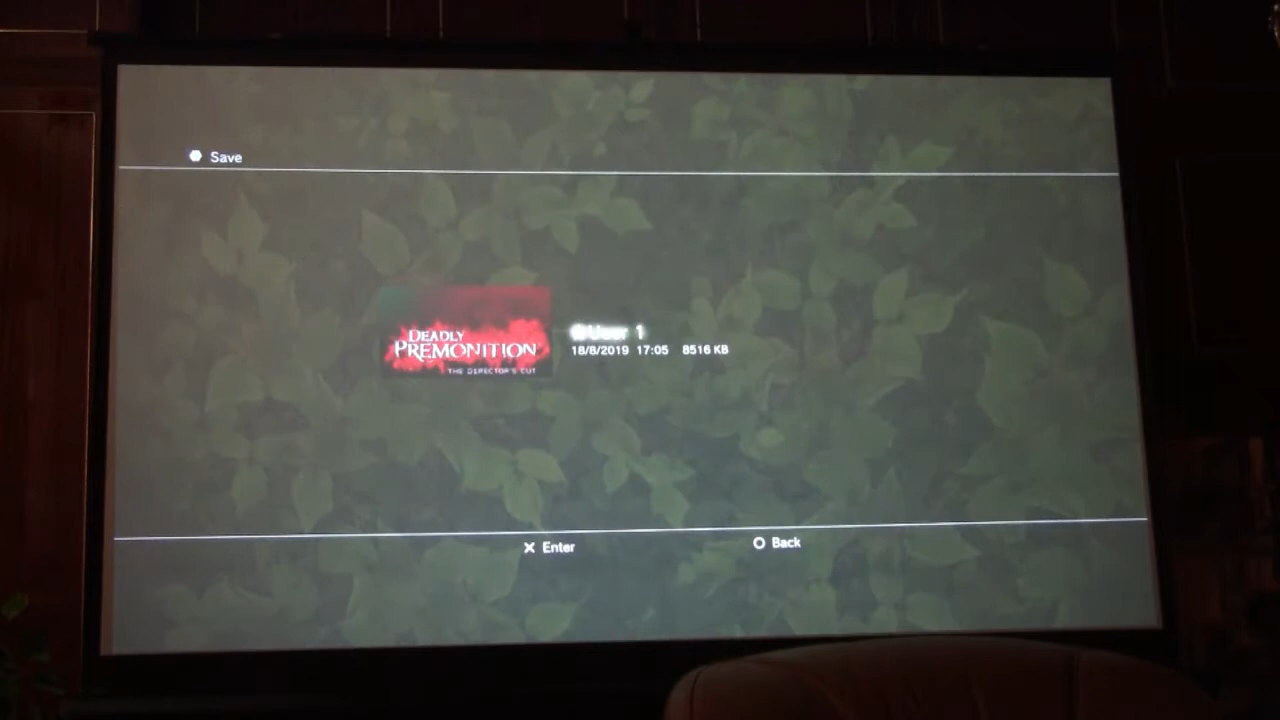 Save
DEADLY
PREMONITION
THE DIRECTOR'S CUT
User 1
18/8/2019 17:05 8516 KB
X Enter
O Back